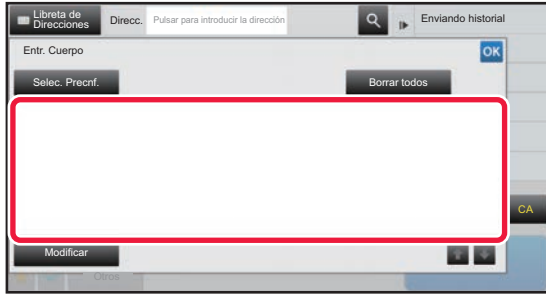 Libreta de
Direcciones
Direcc.
Pulsar para introducir la dirección
Enviando historial
Entr. Cuerpo
OK
Selec. Precnf.
Borrar todos
CA
Modificar
Otros